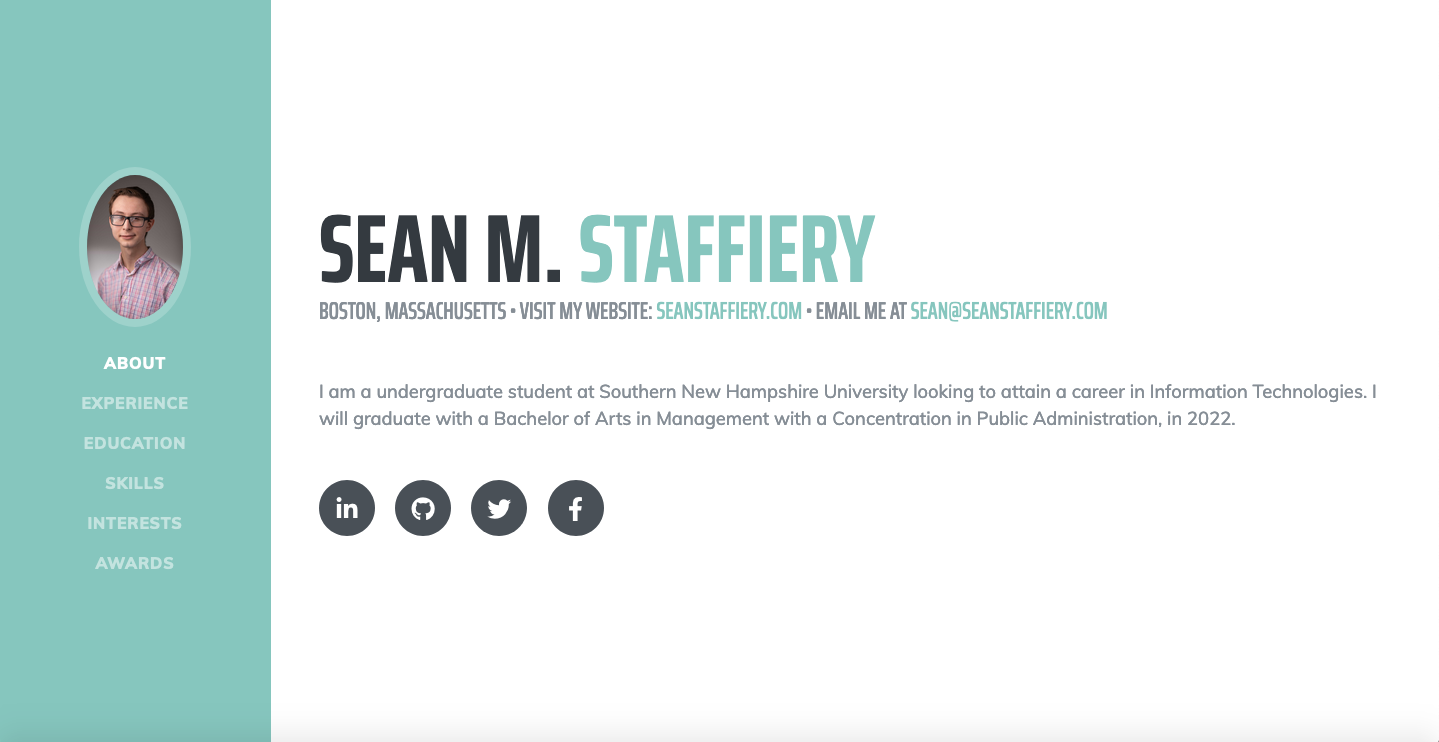 ABOUT
EXPERIENCE
EDUCATION
SKILLS
INTERESTS
AWARDS
SEAN M. STAFFIERY
BOSTON, MASSACHUSETTS · VISIT MY WEBSITE: SEANSTAFFIERY.COM · EMAIL ME AT SEAN@SEANSTAFFIERY.COM
I am a undergraduate student at Southern New Hampshire University looking to attain a career in Information Technologies. I
will graduate with a Bachelor of Arts in Management with a Concentration in Public Administration, in 2022.
in